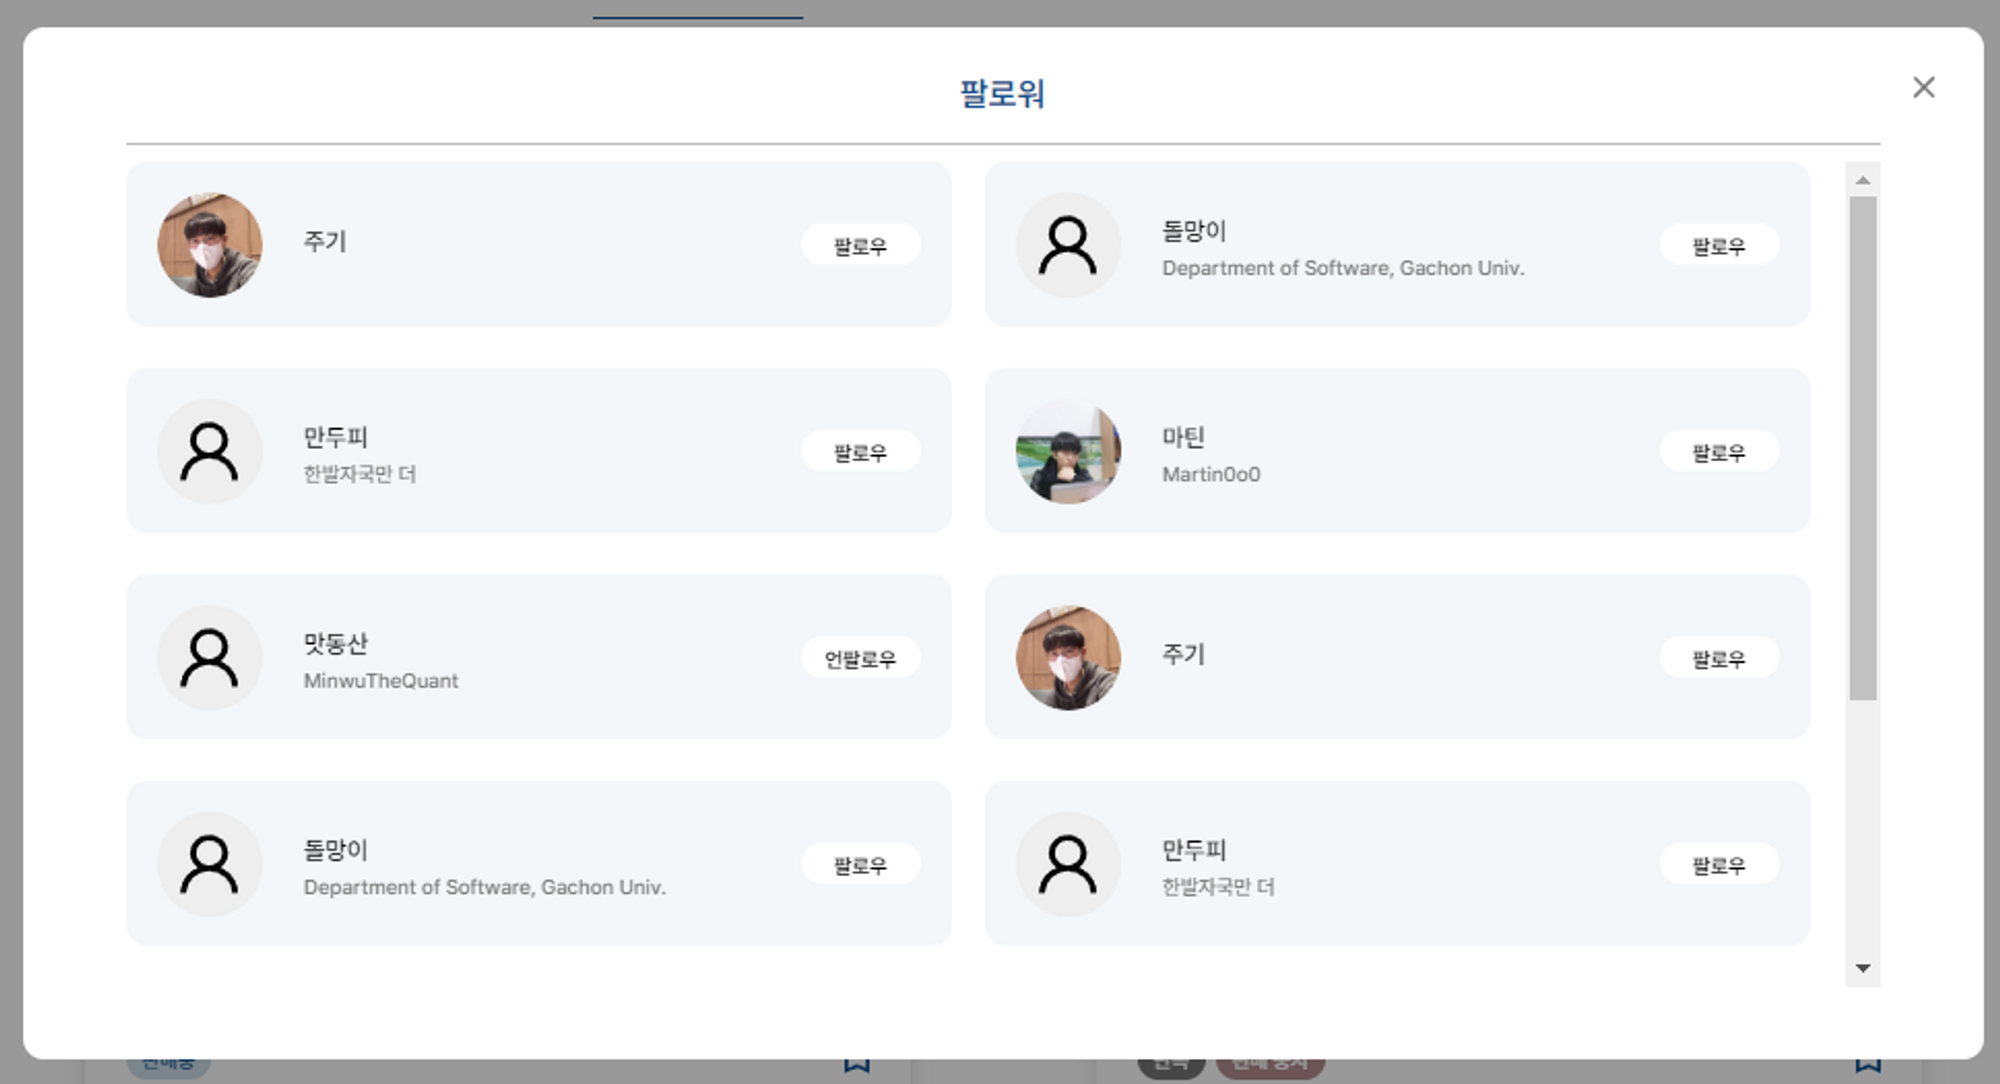 팔로워
주기
팔로우
돌망이
Department of Software, Gachon Univ.
팔로우
만두피
한발자국만 더
팔로우
마틴
Martin0o0
팔로우
맛동산
MinwuTheQuant
언팔로우
주기
팔로우
돌망이
Department of Software, Gachon Univ.
팔로우
만두피
한발자국만 더
팔로우